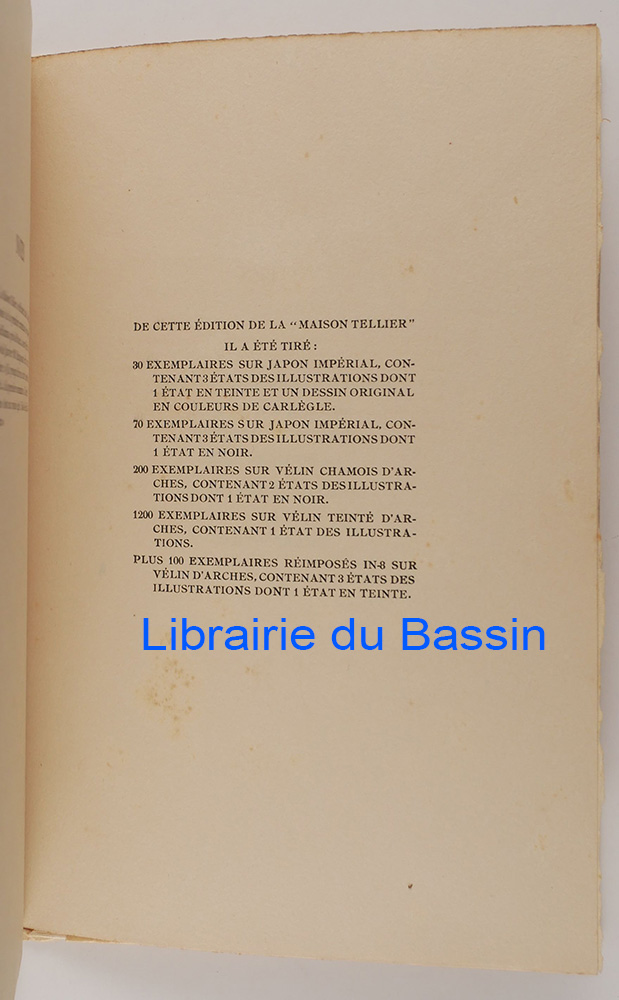 DE CETTE ÉDITION DE LA "MAISON TELLIER"
IL A ÉTÉ TIRÉ :
30 EXEMPLAIRES SUR JAPON IMPÉRIAL, CON-
TENANT 3 ÉTATS DES ILLUSTRATIONS DONT
1 ÉTAT EN TEINTE ET UN DESSIN ORIGINAL
EN COULEURS DE CARLÈGLE.
70 EXEMPLAIRES SUR JAPON IMPÉRIAL, CON-
TENANT 3 ÉTATS DES ILLUSTRATIONS DONT
1 ÉTAT EN NOIR.
200 EXEMPLAIRES SUR VÉLIN CHAMOIS D'AR-
CHES, CONTENANT 2 ÉTATS DES ILLUSTRA-
TIONS DONT 1 ÉTAT EN NOIR.
1200 EXEMPLAIRES SUR VÉLIN TEINTÉ D'AR-
CHES, CONTENANT 1 ÉTAT DES ILLUSTRA-
TIONS.
PLUS 100 EXEMPLAIRES RÉIMPOSÉS IN-8 SUR
VÉLIN D'ARCHES, CONTENANT 3 ÉTATS DES
ILLUSTRATIONS DONT 1 ÉTAT EN TEINTE.
Librairie du Bassin